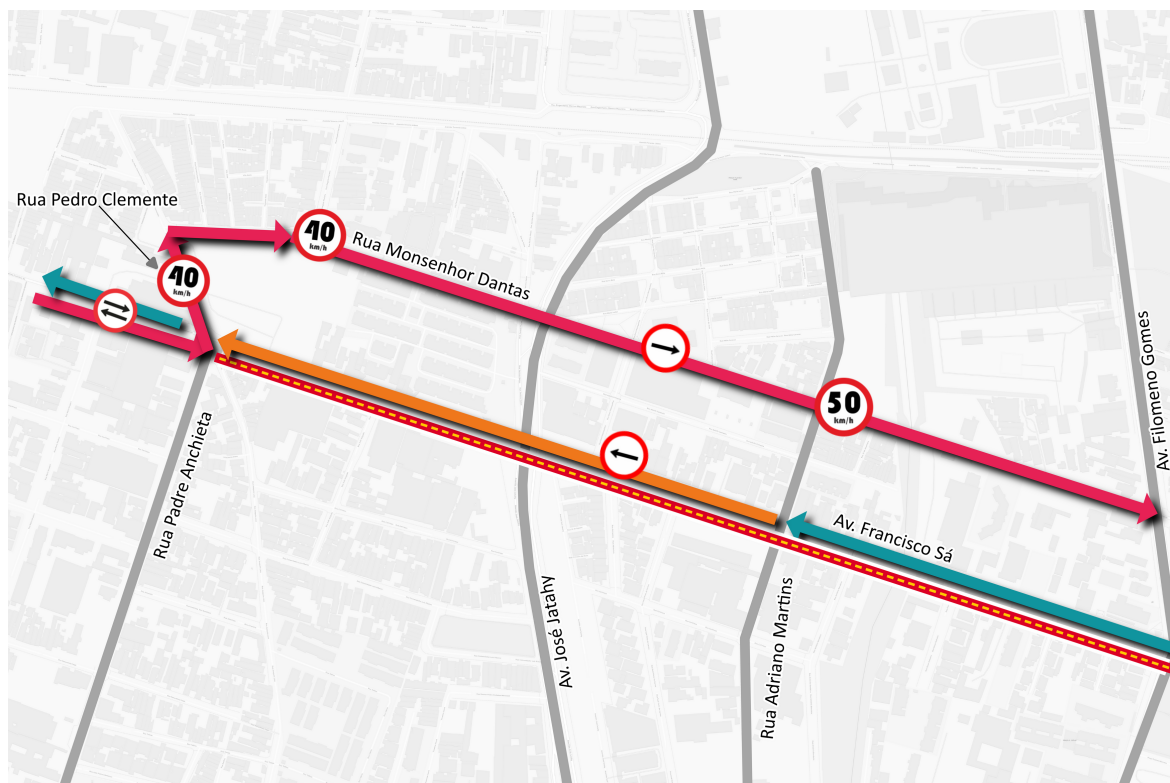 Rua Pedro Clemente
40
km/h
Rua Monsenhor Dantas
40
km/h
50
km/h
Av. Filomeno Gomes
Rua Padre Anchieta
Av. Francisco Sá
Av. José Jatahy
Rua Adriano Martins